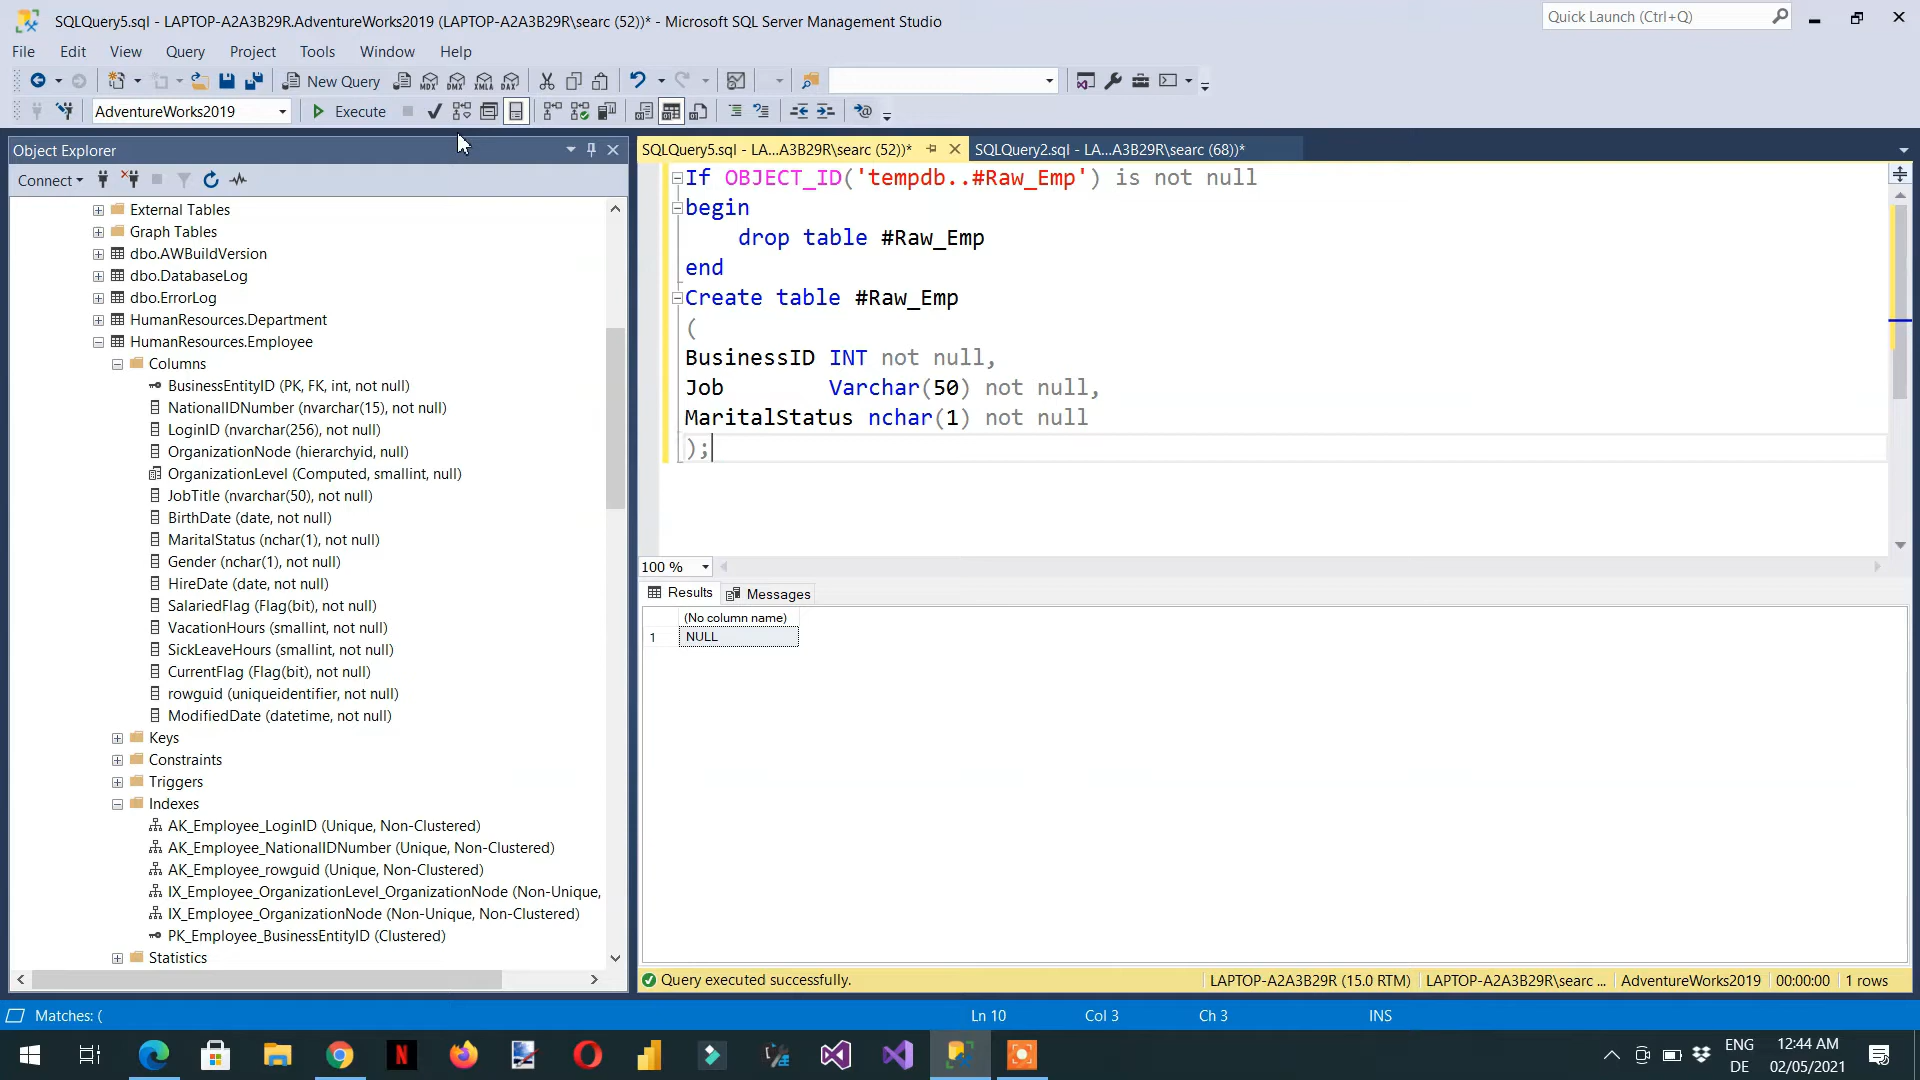 SQLQuery5.sql - LAPTOP-A2A3B29R.AdventureWorks2019 (LAPTOP-A2A3B29R\searc (52))* - Microsoft SQL Server Management Studio
Quick Launch (Ctrl+Q)
File Edit View Query Project Tools Window Help
New Query MDX DMX XMLA DAX
AdventureWorks2019 Execute
Object Explorer
Connect
External Tables
Graph Tables
dbo.AWBuildVersion
dbo.DatabaseLog
dbo.ErrorLog
HumanResources.Department
HumanResources.Employee
Columns
BusinessEntityID (PK, FK, int, not null)
NationalIDNumber (nvarchar(15), not null)
LoginID (nvarchar(256), not null)
OrganizationNode (hierarchyid, null)
OrganizationLevel (Computed, smallint, null)
JobTitle (nvarchar(50), not null)
BirthDate (date, not null)
MaritalStatus (nchar(1), not null)
Gender (nchar(1), not null)
HireDate (date, not null)
SalariedFlag (Flag(bit), not null)
VacationHours (smallint, not null)
SickLeaveHours (smallint, not null)
CurrentFlag (Flag(bit), not null)
rowguid (uniqueidentifier, not null)
ModifiedDate (datetime, not null)
Keys
Constraints
Triggers
Indexes
AK_Employee_LoginID (Unique, Non-Clustered)
AK_Employee_NationalIDNumber (Unique, Non-Clustered)
AK_Employee_rowguid (Unique, Non-Clustered)
IX_Employee_OrganizationLevel_OrganizationNode (Non-Unique,
IX_Employee_OrganizationNode (Non-Unique, Non-Clustered)
PK_Employee_BusinessEntityID (Clustered)
Statistics
SQLQuery5.sql - LA...A3B29R\searc (52))* SQLQuery2.sql - LA...A3B29R\searc (68))*
If OBJECT_ID('tempdb..#Raw_Emp') is not null
begin
drop table #Raw_Emp
end
Create table #Raw_Emp
(
BusinessID INT not null,
Job Varchar(50) not null,
MaritalStatus nchar(1) not null
);
100 %
Results Messages
(No column name)
1 NULL
Query executed successfully. LAPTOP-A2A3B29R (15.0 RTM) LAPTOP-A2A3B29R\searc ... AdventureWorks2019 00:00:00 1 rows
Matches: ( Ln 10 Col 3 Ch 3 INS
ENG 12:44 AM
DE 02/05/2021